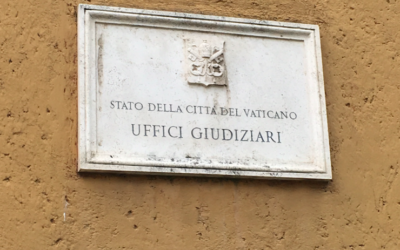 STATO DELLA CITTÀ DEL VATICANO
UFFICI GIUDIZIARI